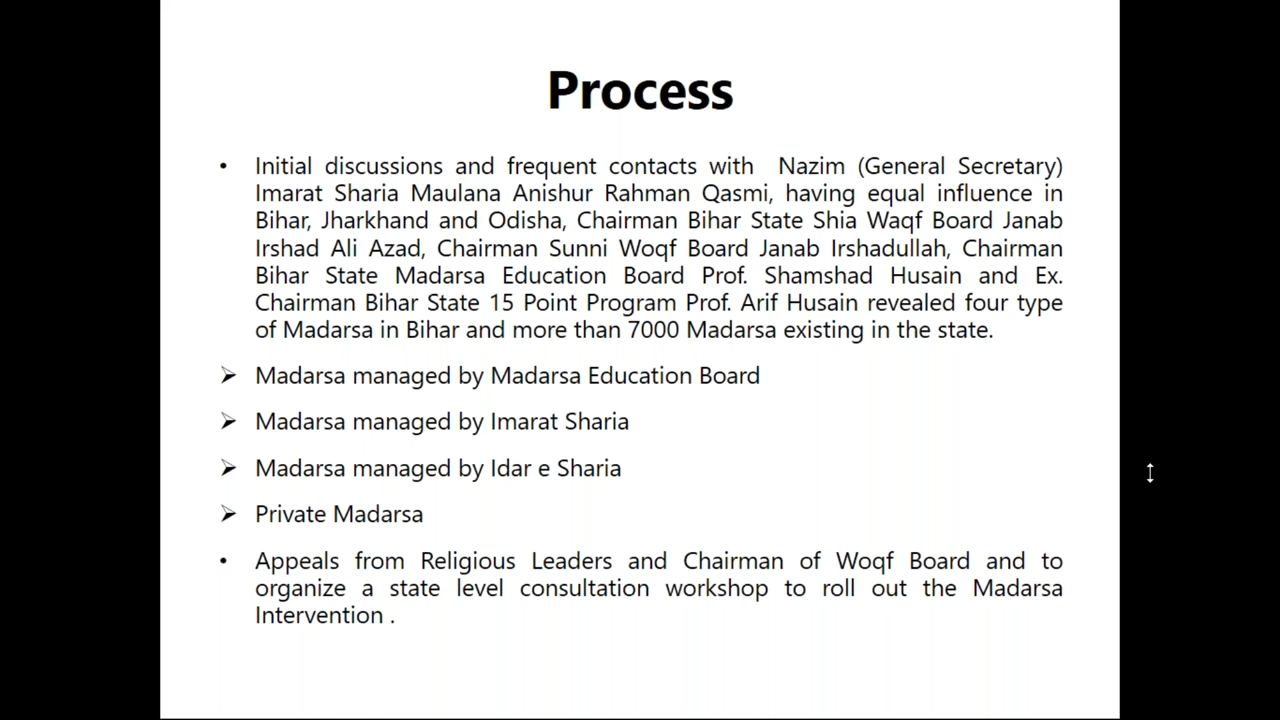 Process
• Initial discussions and frequent contacts with Nazim (General Secretary)
Imarat Sharia Maulana Anishur Rahman Qasmi, having equal influence in
Bihar, Jharkhand and Odisha, Chairman Bihar State Shia Waqf Board Janab
Irshad Ali Azad, Chairman Sunni Woqf Board Janab Irshadullah, Chairman
Bihar State Madarsa Education Board Prof. Shamshad Husain and Ex.
Chairman Bihar State 15 Point Program Prof. Arif Husain revealed four type
of Madarsa in Bihar and more than 7000 Madarsa existing in the state.
➢ Madarsa managed by Madarsa Education Board
➢ Madarsa managed by Imarat Sharia
➢ Madarsa managed by Idar e Sharia
➢ Private Madarsa
• Appeals from Religious Leaders and Chairman of Woqf Board and to
organize a state level consultation workshop to roll out the Madarsa
Intervention .